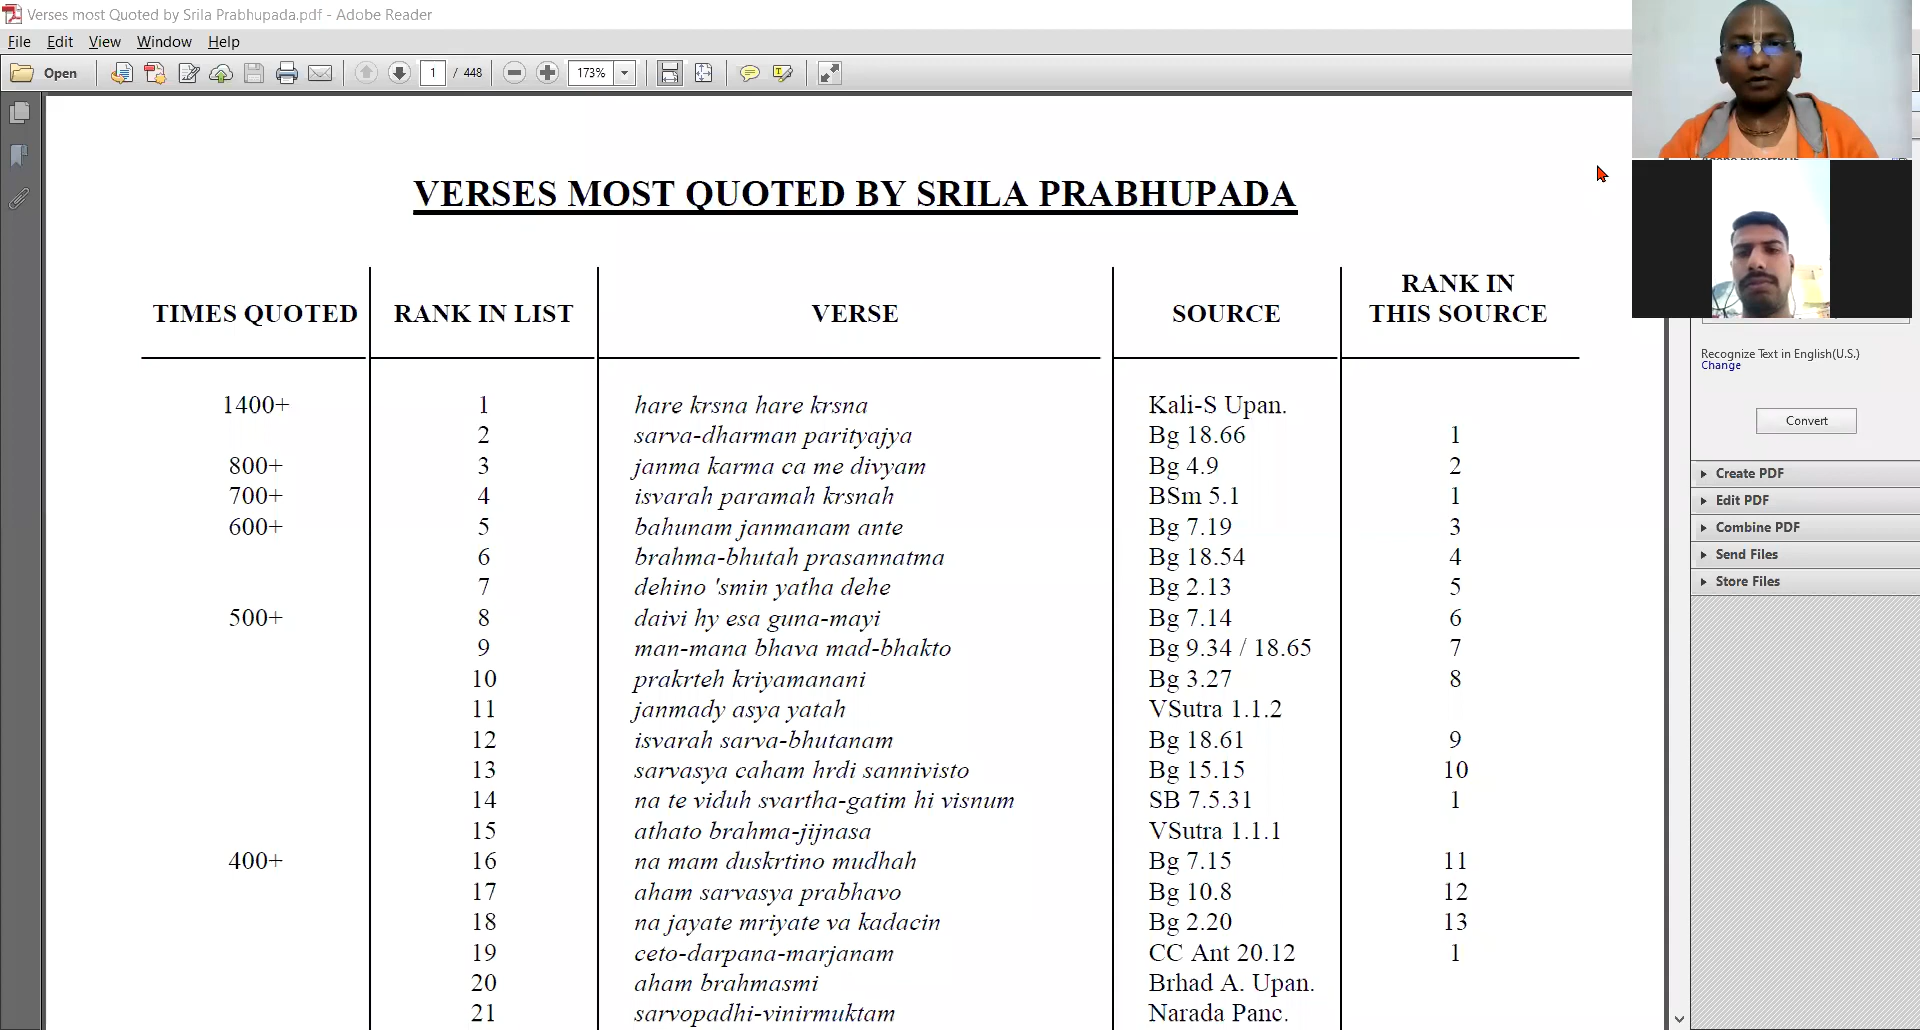 Verses most Quoted by Srila Prabhupada.pdf - Adobe Reader
File Edit View Window Help
Open 1 / 448 173%
VERSES MOST QUOTED BY SRILA PRABHUPADA
TIMES QUOTED RANK IN LIST VERSE SOURCE RANK IN THIS SOURCE
1400+ 1 hare krsna hare krsna Kali-S Upan.
2 sarva-dharman parityajya Bg 18.66 1
800+ 3 janma karma ca me divyam Bg 4.9 2
700+ 4 isvarah paramah krsnah BSm 5.1 1
600+ 5 bahunam janmanam ante Bg 7.19 3
6 brahma-bhutah prasannatma Bg 18.54 4
7 dehino 'smin yatha dehe Bg 2.13 5
500+ 8 daivi hy esa guna-mayi Bg 7.14 6
9 man-mana bhava mad-bhakto Bg 9.34 / 18.65 7
10 prakrteh kriyamanani Bg 3.27 8
11 janmady asya yatah VSutra 1.1.2
12 isvarah sarva-bhutanam Bg 18.61 9
13 sarvasya caham hrdi sannivisto Bg 15.15 10
14 na te viduh svartha-gatim hi visnum SB 7.5.31 1
15 athato brahma-jijnasa VSutra 1.1.1
400+ 16 na mam duskrtino mudhah Bg 7.15 11
17 aham sarvasya prabhavo Bg 10.8 12
18 na jayate mriyate va kadacin Bg 2.20 13
19 ceto-darpana-marjanam CC Ant 20.12 1
20 aham brahmasmi Brhad A. Upan.
21 sarvopadhi-vinirmuktam Narada Panc.
Recognize Text in English(U.S.)
Change
Convert
Create PDF
Edit PDF
Combine PDF
Send Files
Store Files